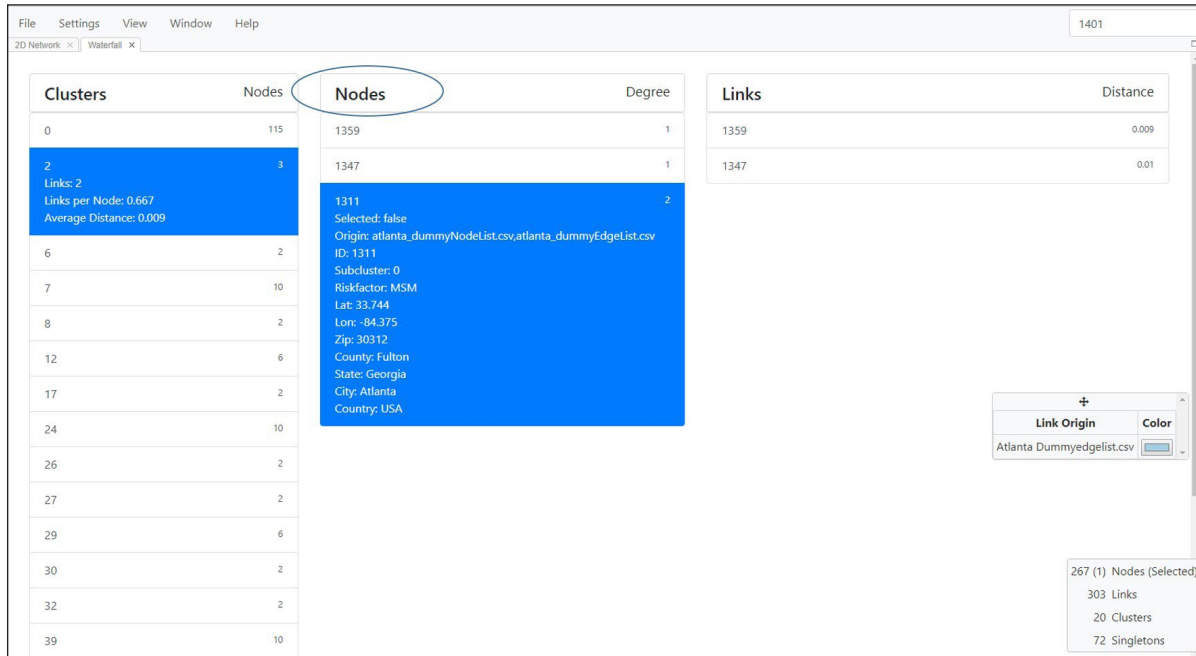 File Settings View Window Help 1401
2D Network × Waterfall ×
Clusters Nodes
0 115
2 3
Links: 2
Links per Node: 0.667
Average Distance: 0.009
6 2
7 10
8 2
12 6
17 2
24 10
26 2
27 2
29 6
30 2
32 2
39 10
Nodes Degree
1359 1
1347 1
1311 2
Selected: false
Origin: atlanta_dummyNodeList.csv,atlanta_dummyEdgeList.csv
ID: 1311
Subcluster: 0
Riskfactor: MSM
Lat: 33.744
Lon: -84.375
Zip: 30312
County: Fulton
State: Georgia
City: Atlanta
Country: USA
Links Distance
1359 0.009
1347 0.01
Link Origin Color
Atlanta Dummyedgelist.csv
267 (1) Nodes (Selected)
303 Links
20 Clusters
72 Singletons